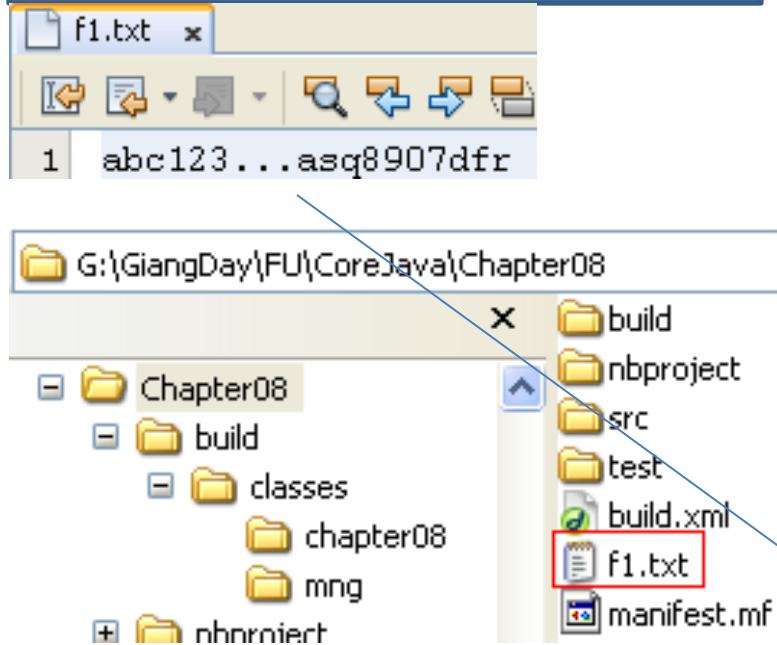 f1.txt x
1 abc123...asq8907dfr
G:\GiangDay\FU\CoreJava\Chapter08
Chapter08
build
classes
chapter08
mng
nbproject
build
nbproject
src
test
build.xml
f1.txt
manifest.mf